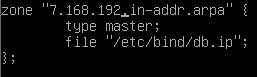 zone "7.168.192.in-addr.arpa" {
        type master;
        file "/etc/bind/db.ip";
};